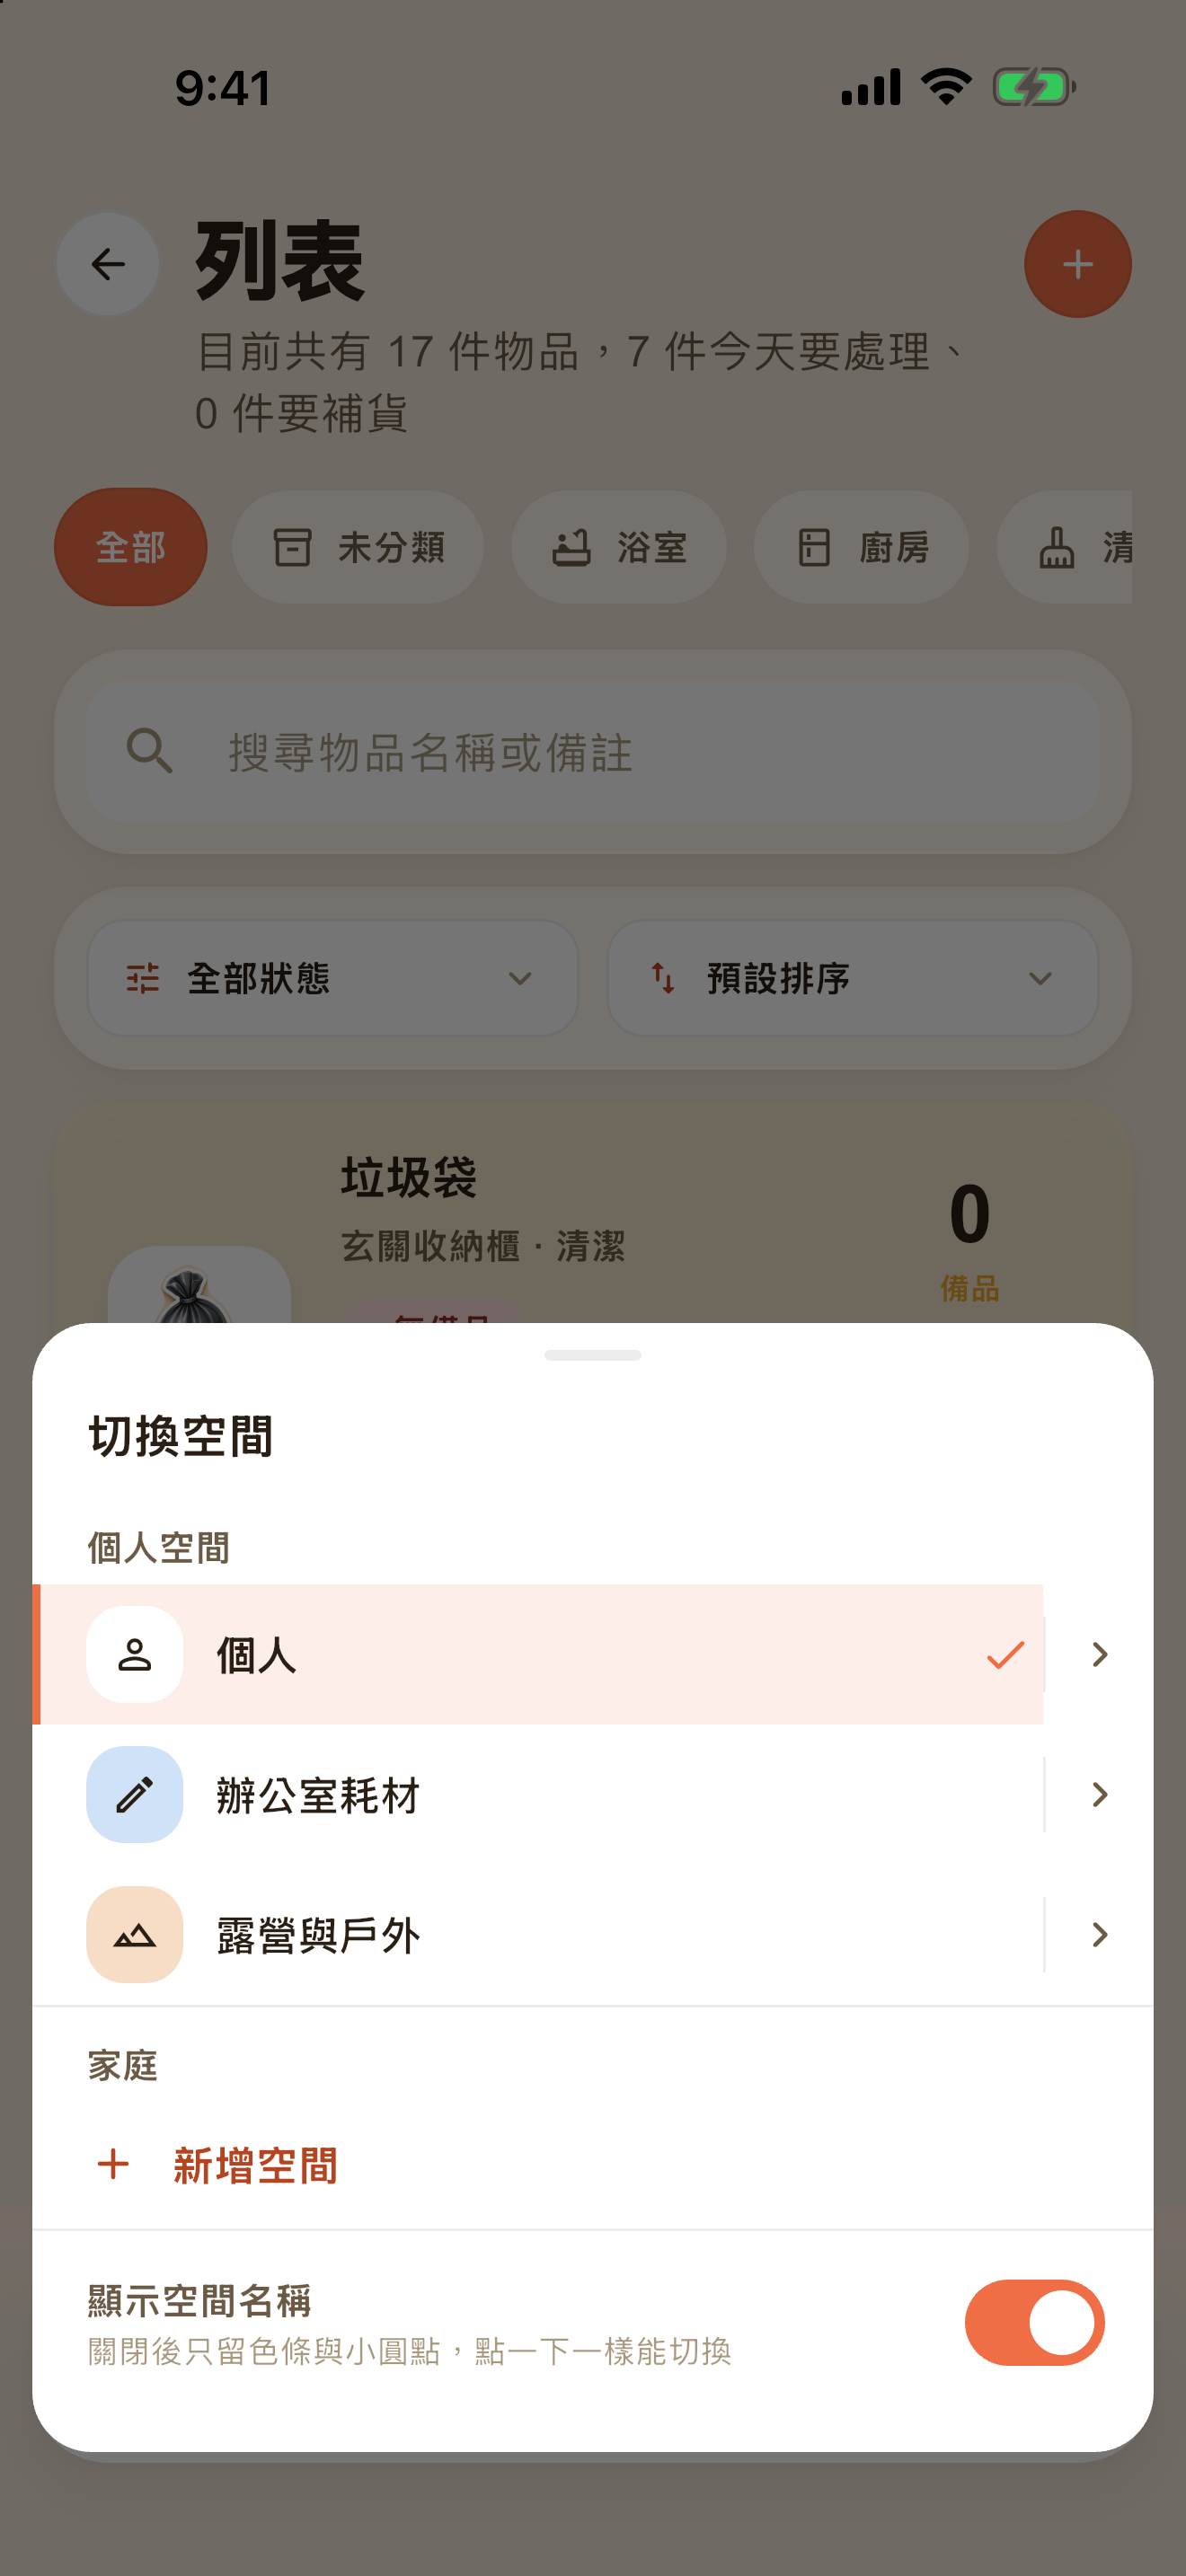 9:41
列表
目前共有 17 件物品，7 件今天要處理、
0 件要補貨
全部
未分類
浴室
廚房
清
搜尋物品名稱或備註
全部狀態
預設排序
垃圾袋
玄關收納櫃 · 清潔
0
備品
無備品
切換空間
個人空間
個人
辦公室耗材
露營與戶外
家庭
新增空間
顯示空間名稱
關閉後只留色條與小圓點，點一下一樣能切換